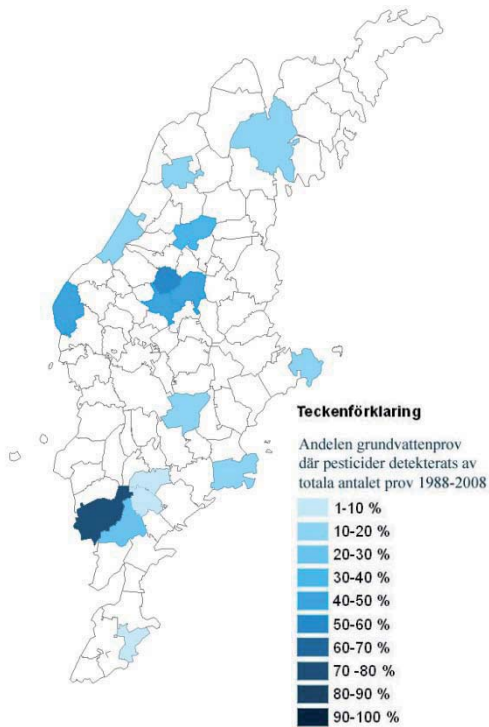 Teckenförklaring
Andelen grundvattenprov
där pesticider detekterats av
totala antalet prov 1988-2008
1-10 %
10-20 %
20-30 %
30-40 %
40-50 %
50-60 %
60-70 %
70 -80 %
80-90 %
90-100 %